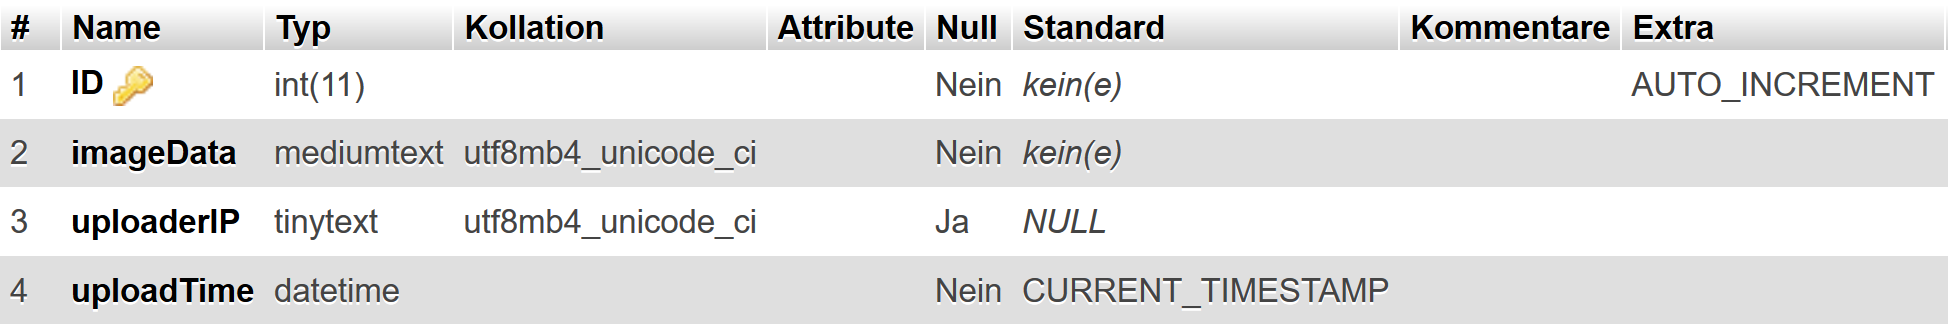 # Name Typ Kollation Attribute Null Standard Kommentare Extra
1 ID int(11) Nein kein(e) AUTO_INCREMENT
2 imageData mediumtext utf8mb4_unicode_ci Nein kein(e)
3 uploaderIP tinytext utf8mb4_unicode_ci Ja NULL
4 uploadTime datetime Nein CURRENT_TIMESTAMP